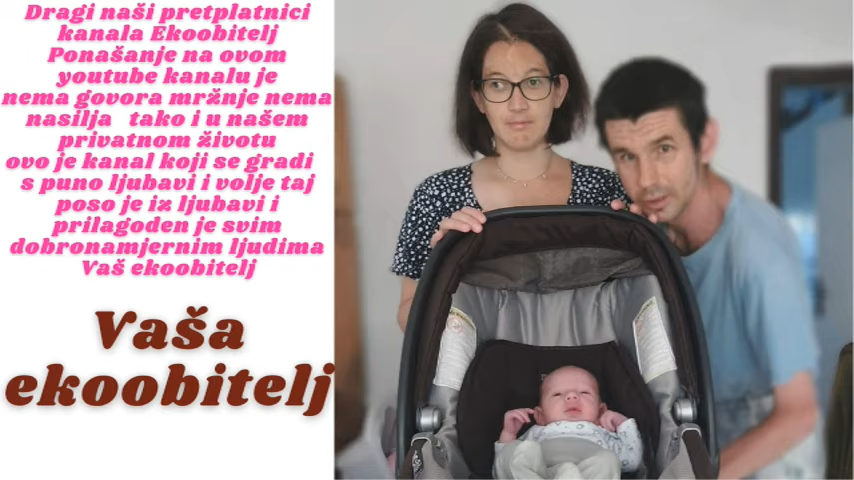 Dragi naši pretplatnici
kanala Ekoobitelj
Ponašanje na ovom
youtube kanalu je
nema govora mržnje nema
nasilja tako i u našem
privatnom životu
ovo je kanal koji se gradi
s puno ljubavi i volje taj
poso je iz ljubavi i
prilagođen je svim
dobronamjernim ljudima
Vaš ekoobitelj
Vaša
ekoobitelj